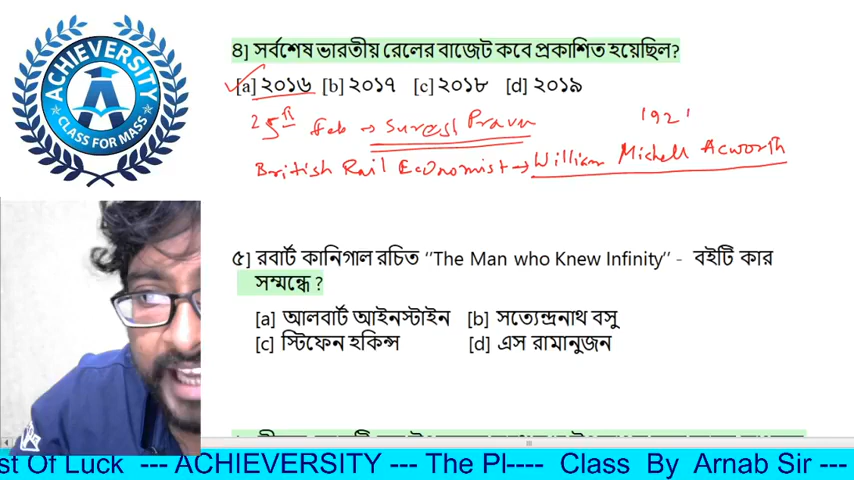 ACHIEVERSITY
CLASS FOR MASS
৪] সর্বশেষ ভারতীয় রেলের বাজেট কবে প্রকাশিত হয়েছিল?
[a] ২০১৬ [b] ২০১৭ [c] ২০১৮ [d] ২০১৯
25th Feb → Suresh Pravu 1921
British Rail Economist → William Michell Acworth
৫] রবার্ট কানিগাল রচিত "The Man who Knew Infinity" - বইটি কার
সম্মন্ধে ?
[a] আলবার্ট আইনস্টাইন [b] সত্যেন্দ্রনাথ বসু
[c] স্টিফেন হকিন্স [d] এস রামানুজন
st Of Luck --- ACHIEVERSITY --- The Pl---- Class By Arnab Sir ---